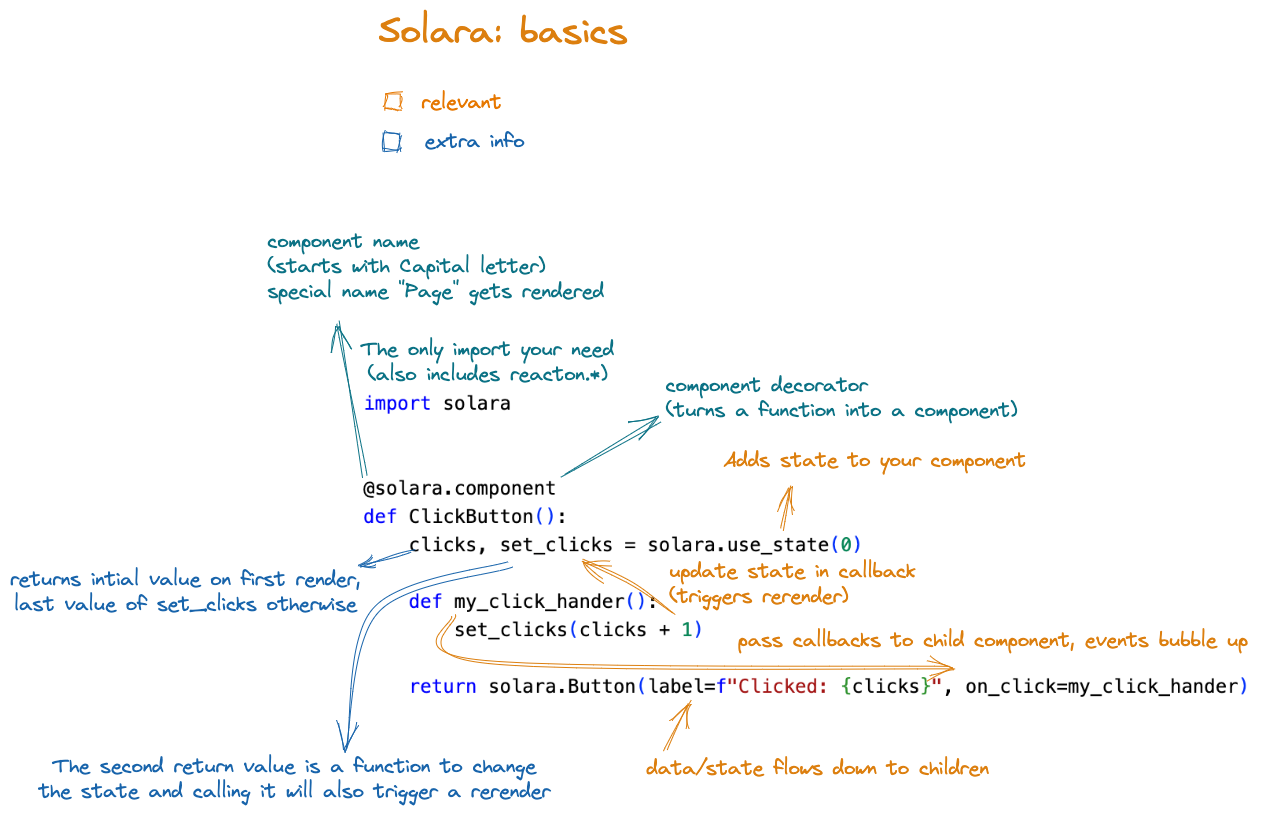 Solara: basics
relevant
extra info
component name
(starts with Capital letter)
special name "Page" gets rendered
The only import your need
(also includes reacton.*)
import solara
component decorator
(turns a function into a component)
Adds state to your component
@solara.component
def ClickButton():
clicks, set_clicks = solara.use_state(0)
returns intial value on first render,
last value of set_clicks otherwise
update state in callback
(triggers rerender)
def my_click_hander():
set_clicks(clicks + 1)
pass callbacks to child component, events bubble up
return solara.Button(label=f"Clicked: {clicks}", on_click=my_click_hander)
The second return value is a function to change
the state and calling it will also trigger a rerender
data/state flows down to children